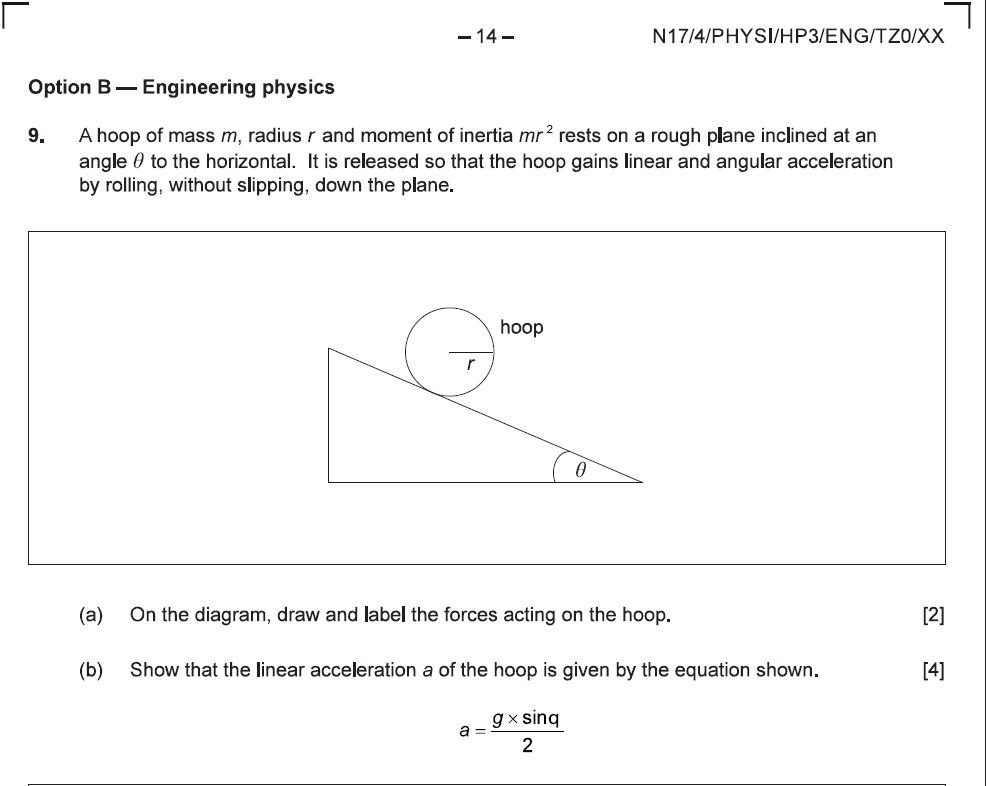 – 14 –
N17/4/PHYSI/HP3/ENG/TZ0/XX
Option B — Engineering physics
9. A hoop of mass m, radius r and moment of inertia mr² rests on a rough plane inclined at an
angle θ to the horizontal. It is released so that the hoop gains linear and angular acceleration
by rolling, without slipping, down the plane.
hoop
r
θ
(a) On the diagram, draw and label the forces acting on the hoop. [2]
(b) Show that the linear acceleration a of the hoop is given by the equation shown. [4]
a = g × sinq / 2